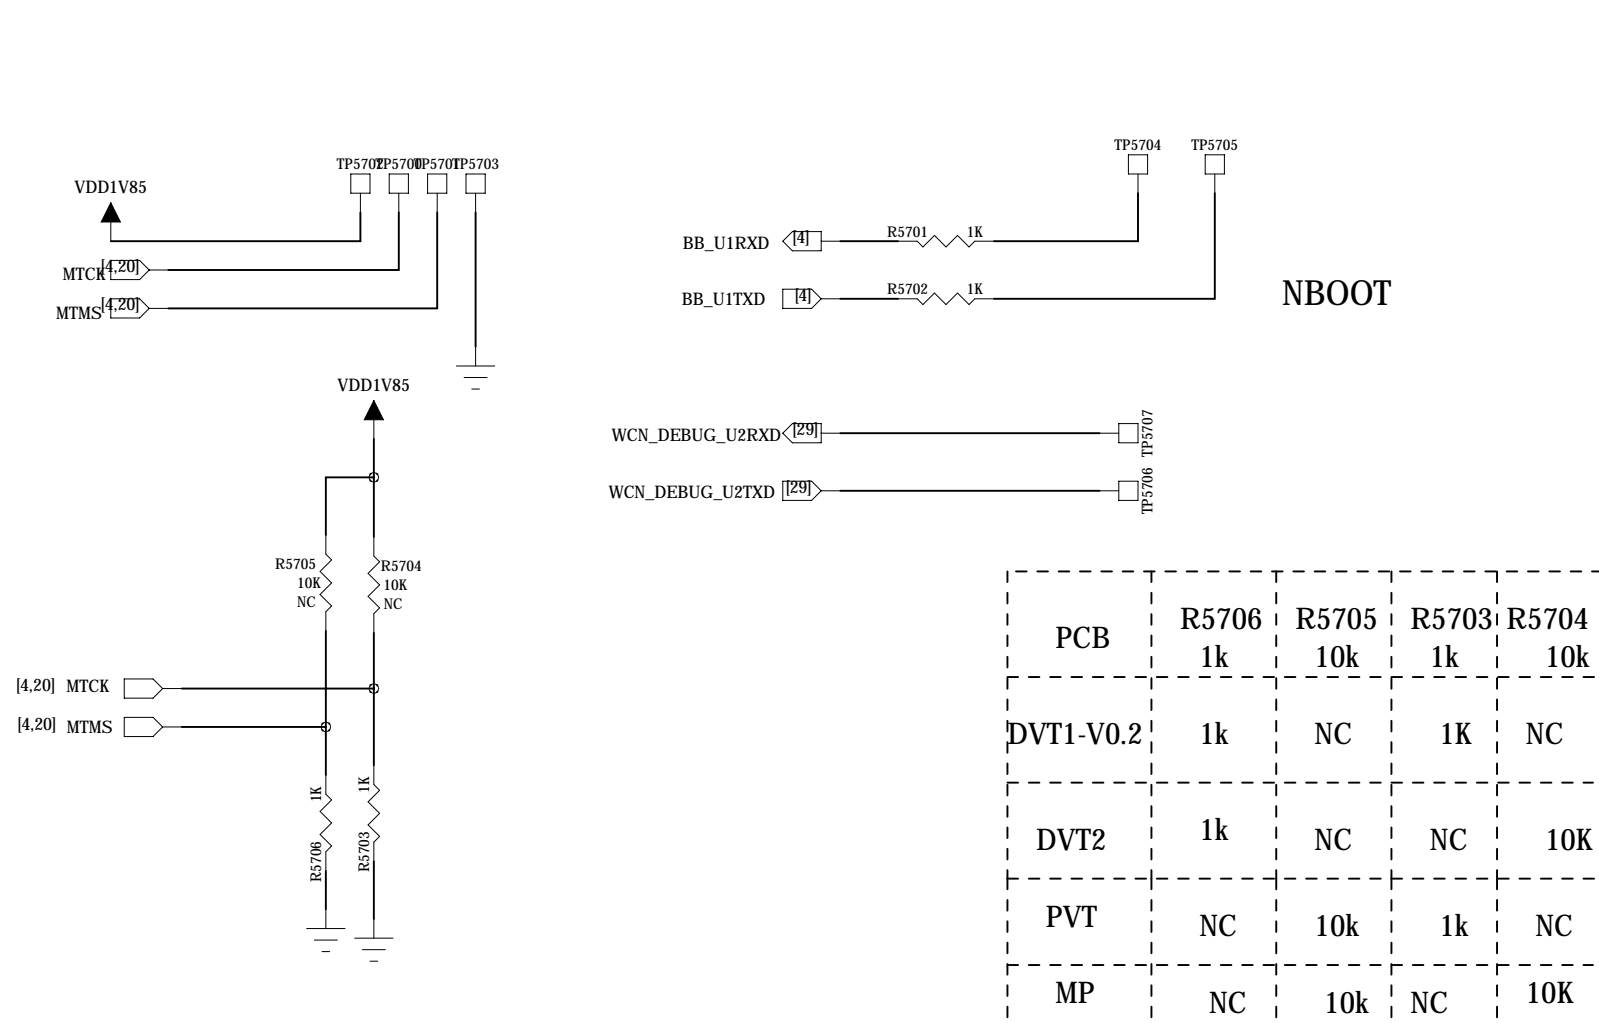 TP5702 TP5700 TP5701 TP5703
VDD1V85
MTCK [4,20]
MTMS [4,20]
TP5704 TP5705
BB_U1RXD [4] R5701 1K
BB_U1TXD [4] R5702 1K
NBOOT
VDD1V85
WCN_DEBUG_U2RXD [29] TP5707
WCN_DEBUG_U2TXD [29] TP5706
R5705 10K NC
R5704 10K NC
[4,20] MTCK
[4,20] MTMS
R5706 1K
R5703 1K
PCB R5706 1k R5705 10k R5703 1k R5704 10k
DVT1-V0.2 1k NC 1K NC
DVT2 1k NC NC 10K
PVT NC 10k 1k NC
MP NC 10k NC 10K